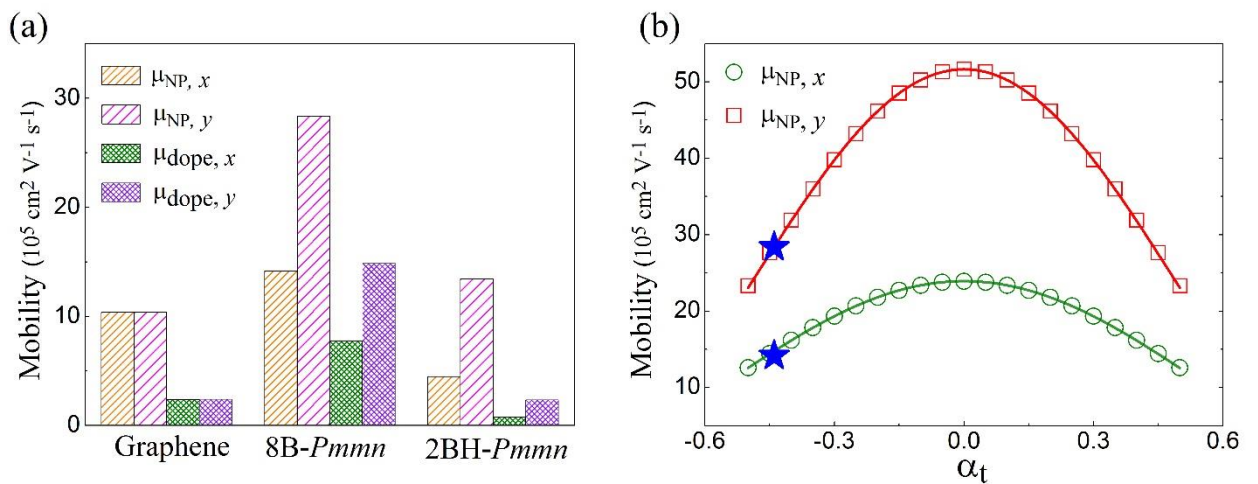 (a)
Mobility (10⁵ cm² V⁻¹ s⁻¹)
30
20
10
0
μNP, x
μNP, y
μdope, x
μdope, y
Graphene
8B-Pmmn
2BH-Pmmn
(b)
Mobility (10⁵ cm² V⁻¹ s⁻¹)
50
40
30
20
10
μNP, x
μNP, y
-0.6
-0.3
0.0
0.3
0.6
αt